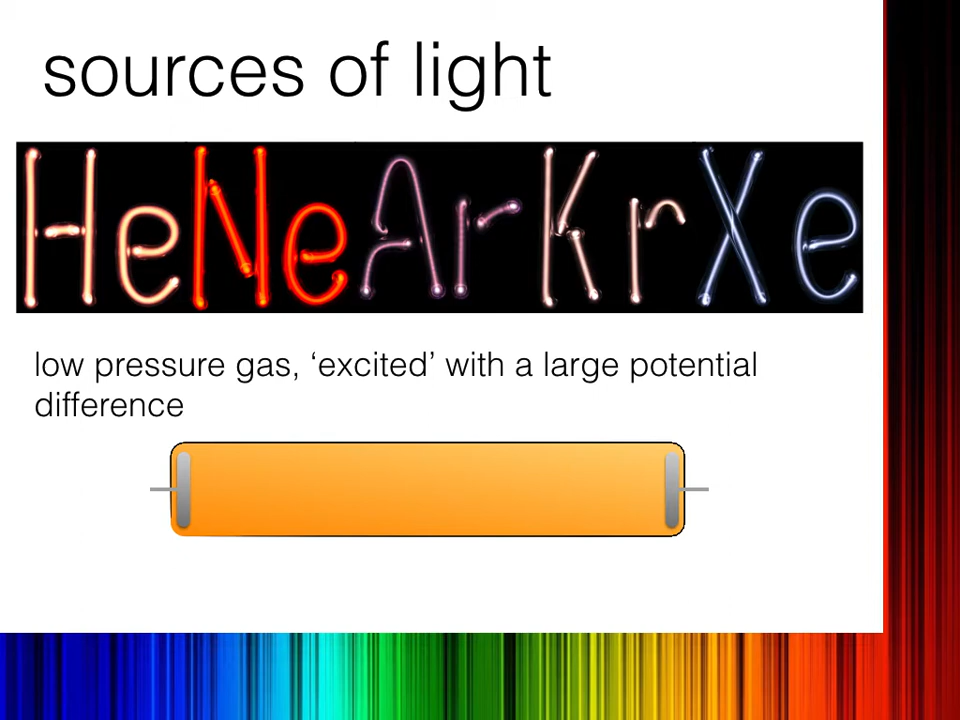 sources of light
HeNeArKrXe
low pressure gas, ‘excited’ with a large potential
difference